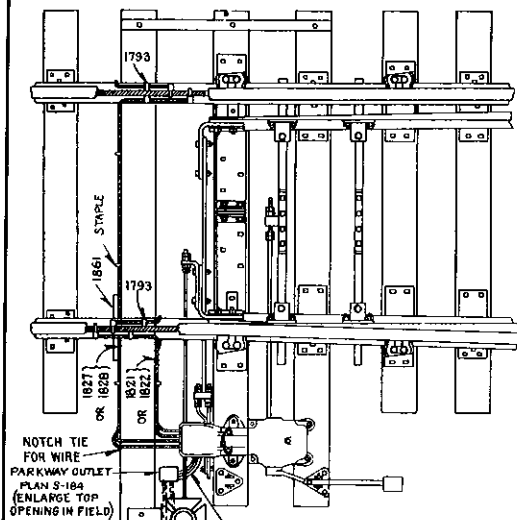 1793
STAPLE
1861
1793
1827
OR 1828
1821
OR 1822
NOTCH TIE
FOR WIRE
PARKWAY OUTLET
PLAN S-184
(ENLARGE TOP
OPENING IN FIELD)